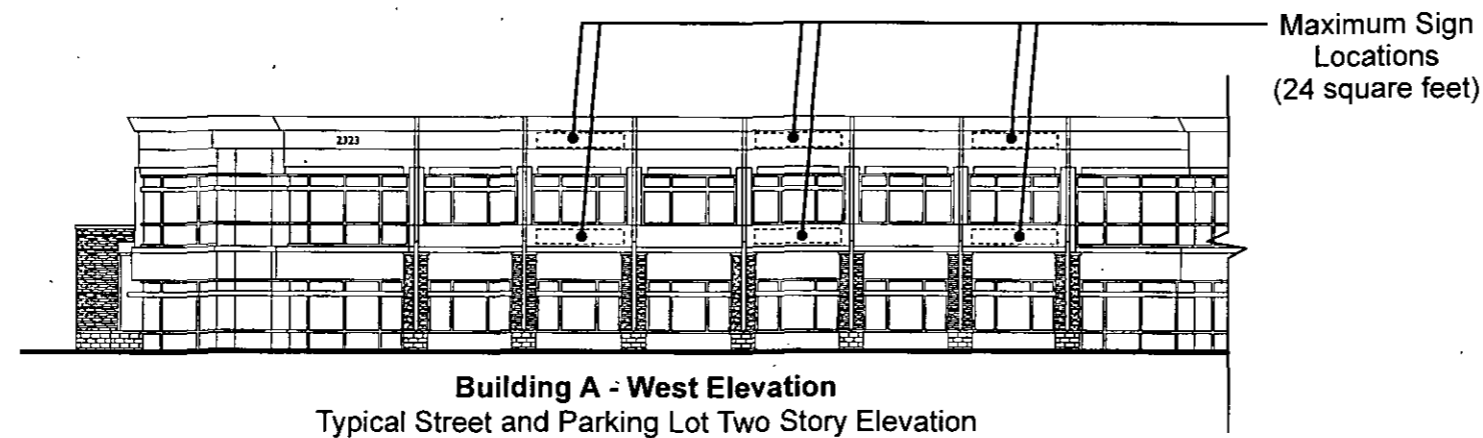 Maximum Sign
Locations
(24 square feet)
2323
Building A - West Elevation
Typical Street and Parking Lot Two Story Elevation